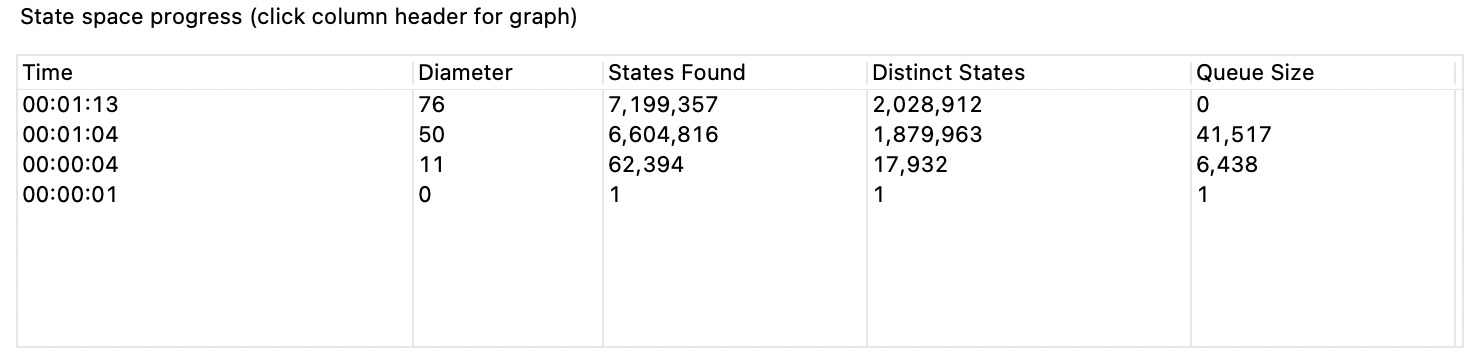 State space progress (click column header for graph)
Time Diameter States Found Distinct States Queue Size
00:01:13 76 7,199,357 2,028,912 0
00:01:04 50 6,604,816 1,879,963 41,517
00:00:04 11 62,394 17,932 6,438
00:00:01 0 1 1 1